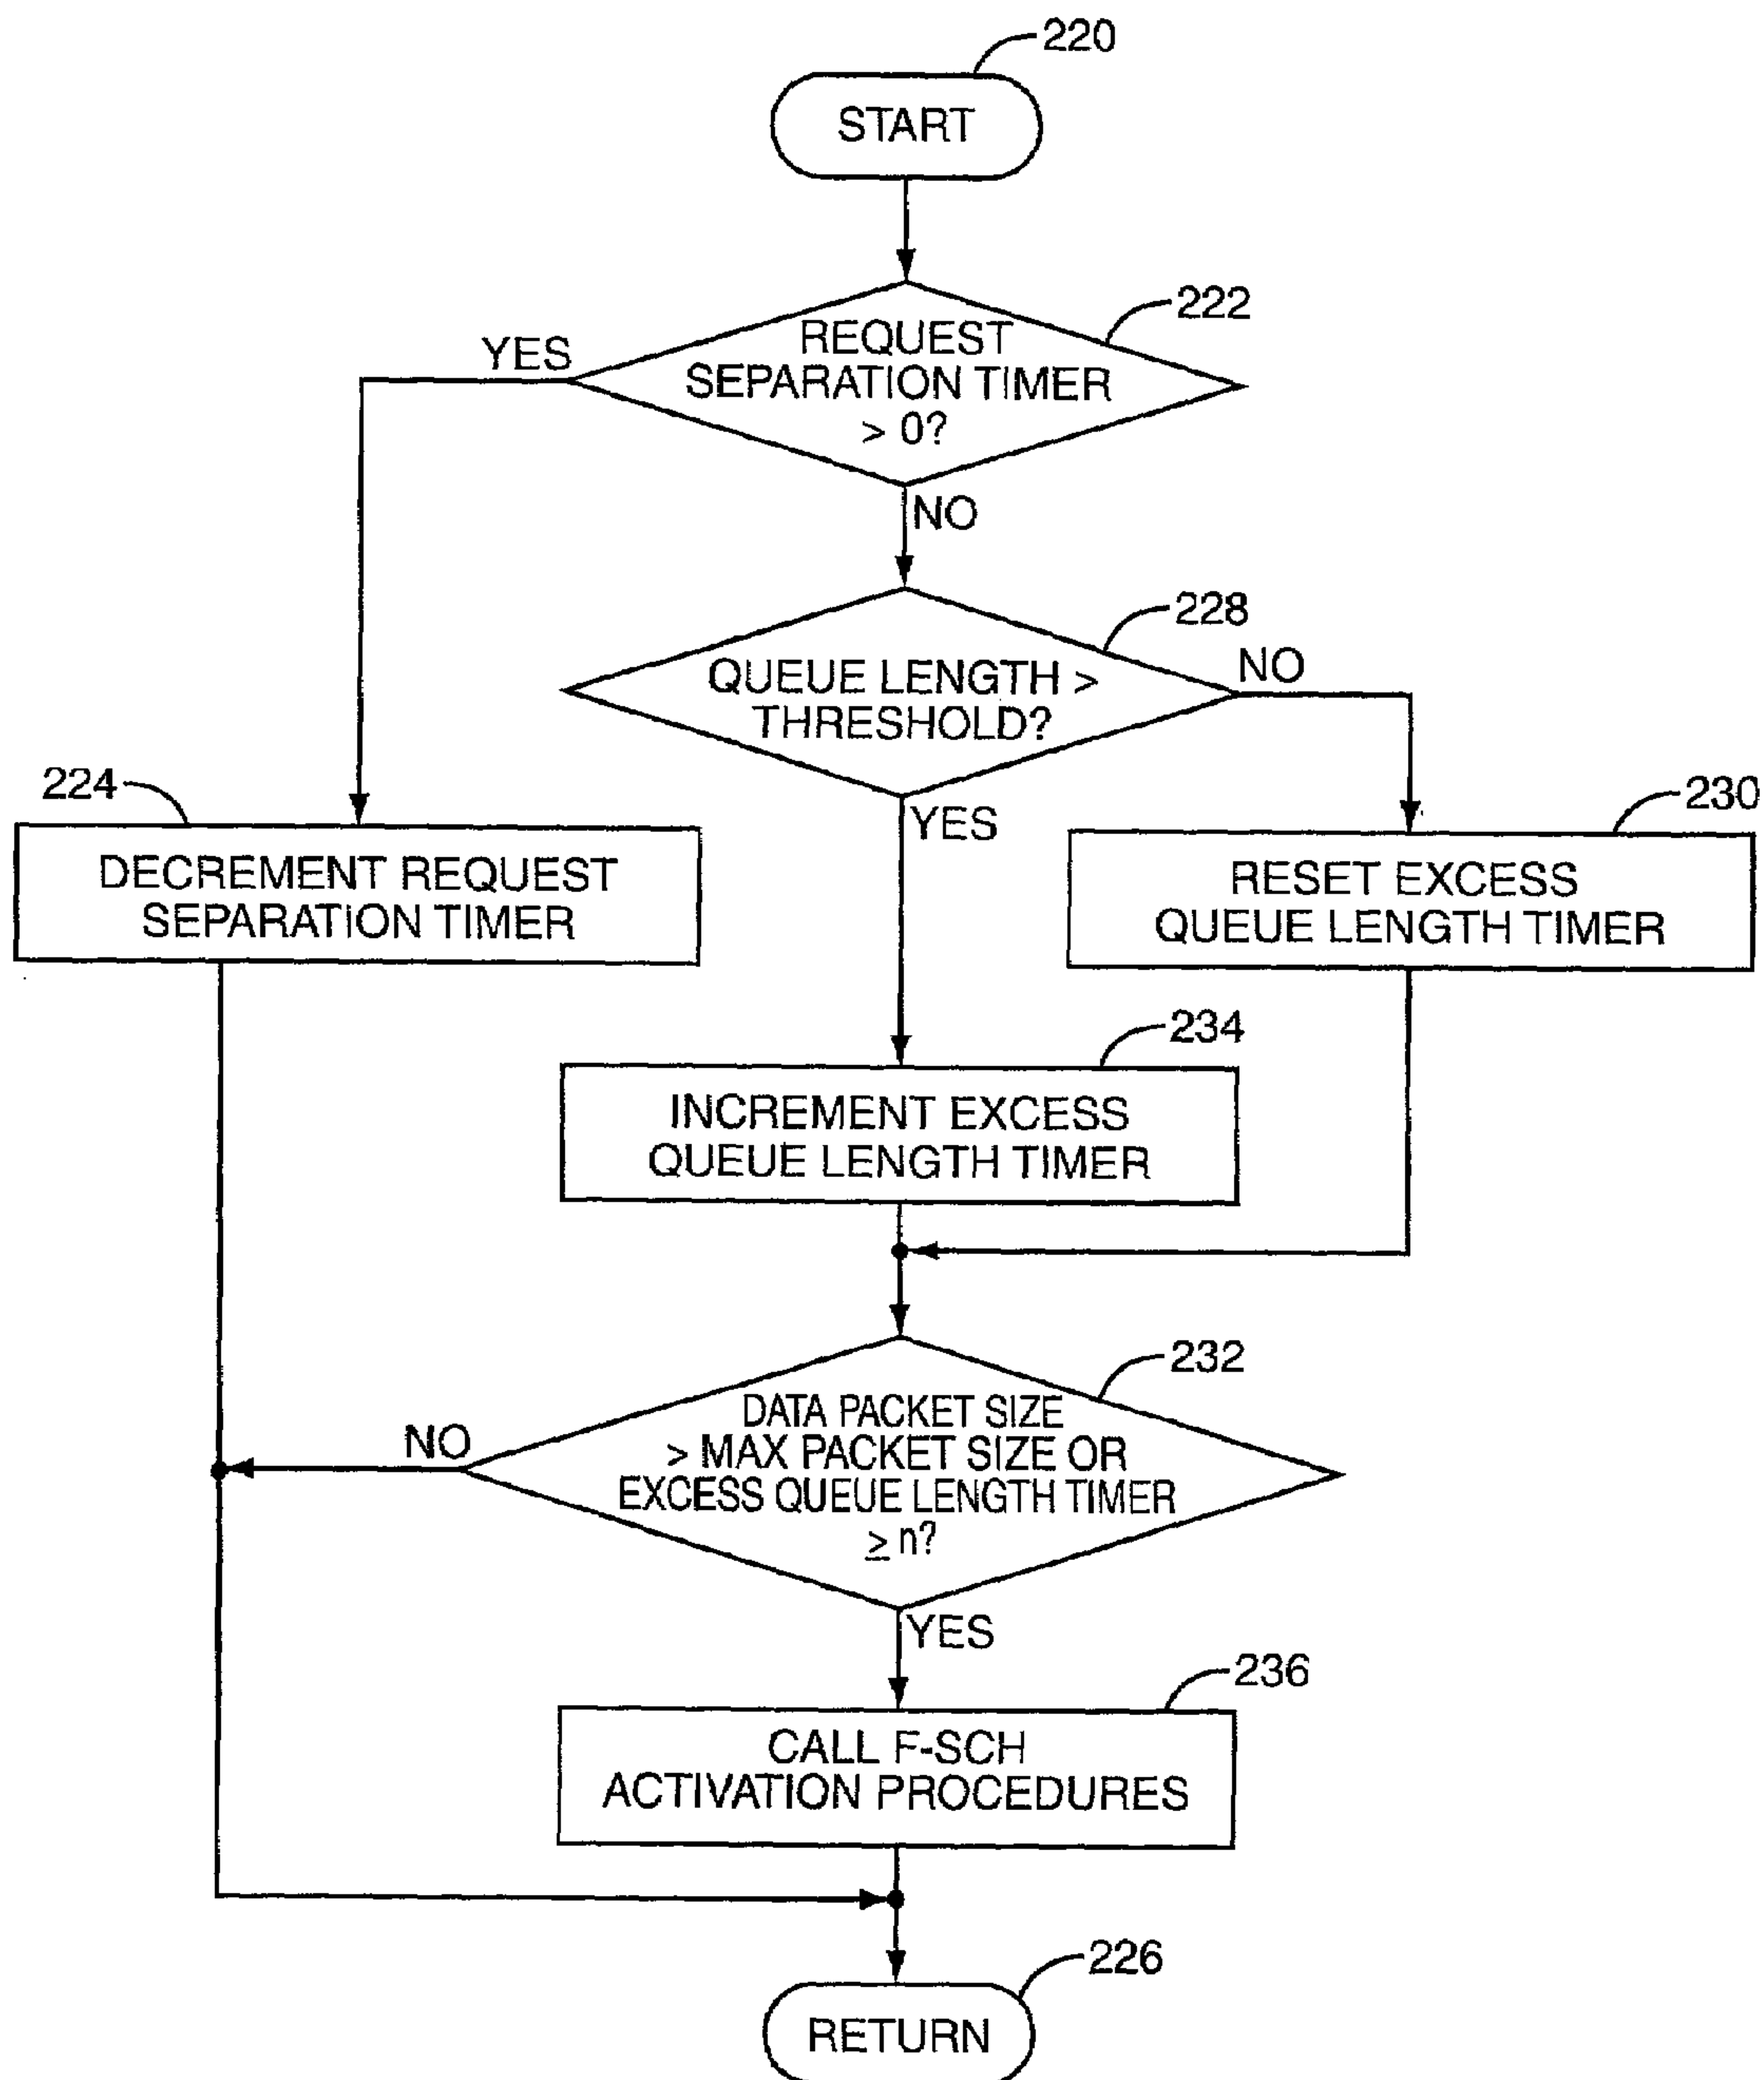 220
START
222
REQUEST
SEPARATION TIMER
> 0?
YES
NO
228
QUEUE LENGTH >
THRESHOLD?
NO
YES
224
DECREMENT REQUEST
SEPARATION TIMER
230
RESET EXCESS
QUEUE LENGTH TIMER
234
INCREMENT EXCESS
QUEUE LENGTH TIMER
232
DATA PACKET SIZE
> MAX PACKET SIZE OR
EXCESS QUEUE LENGTH TIMER
≥ n?
NO
YES
236
CALL F-SCH
ACTIVATION PROCEDURES
226
RETURN